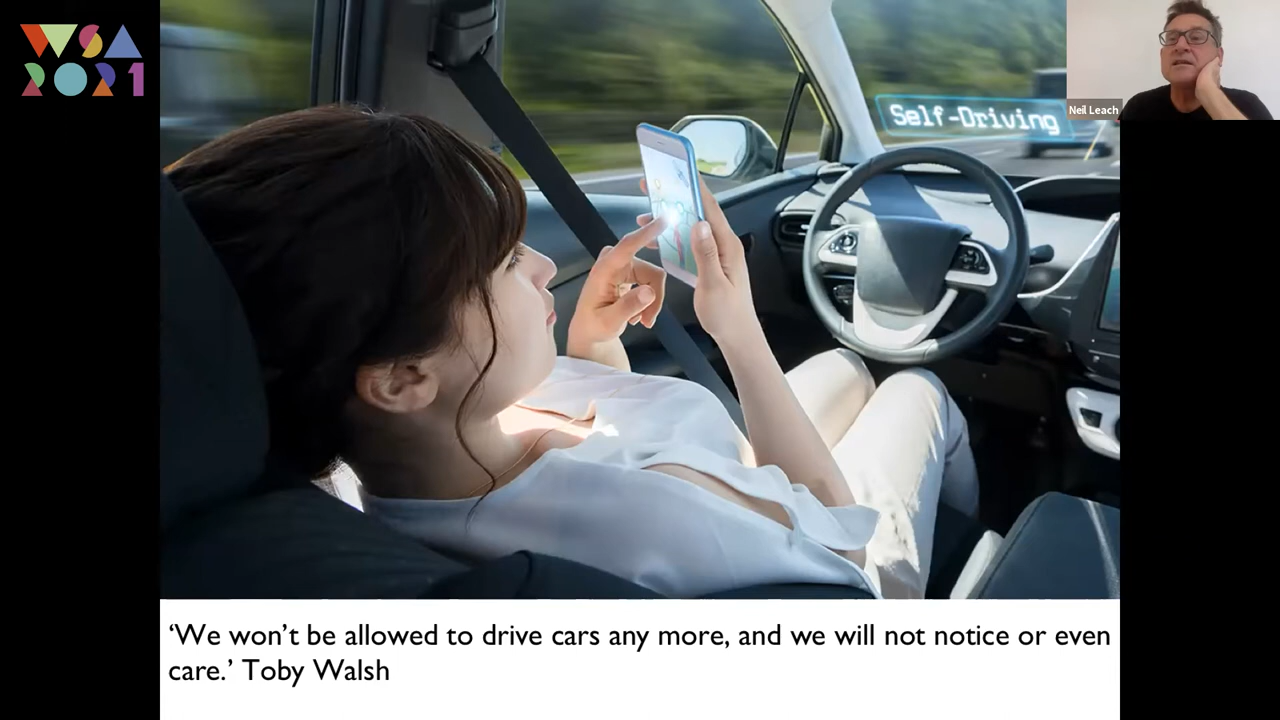 WSA
2021
Neil Leach
Self-Driving
‘We won’t be allowed to drive cars any more, and we will not notice or even
care.’ Toby Walsh